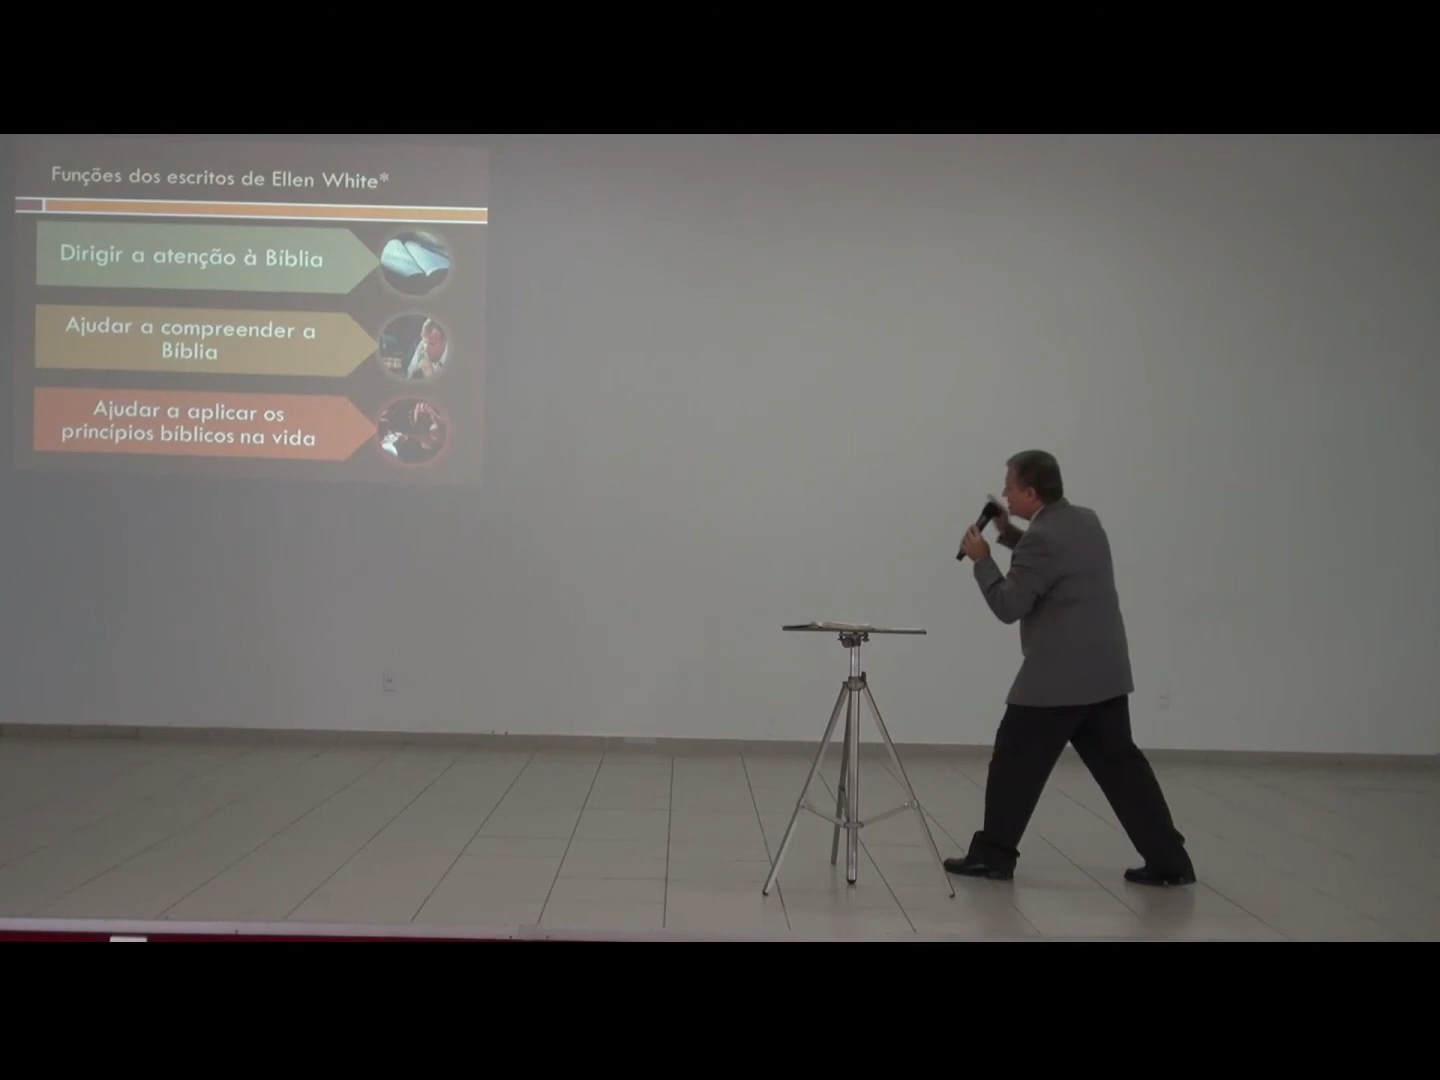 Funções dos escritos de Ellen White*
Dirigir a atenção à Bíblia
Ajudar a compreender a
Bíblia
Ajudar a aplicar os
princípios bíblicos na vida